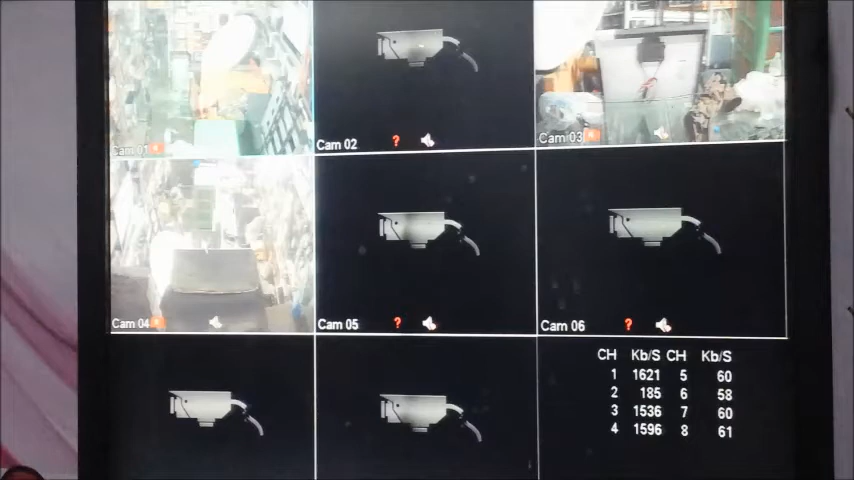 Cam 01
Cam 02
?
Cam 03
Cam 04
Cam 05
?
Cam 06
?
CH Kb/S CH Kb/S
1 1621 5 60
2 185 6 58
3 1536 7 60
4 1596 8 61